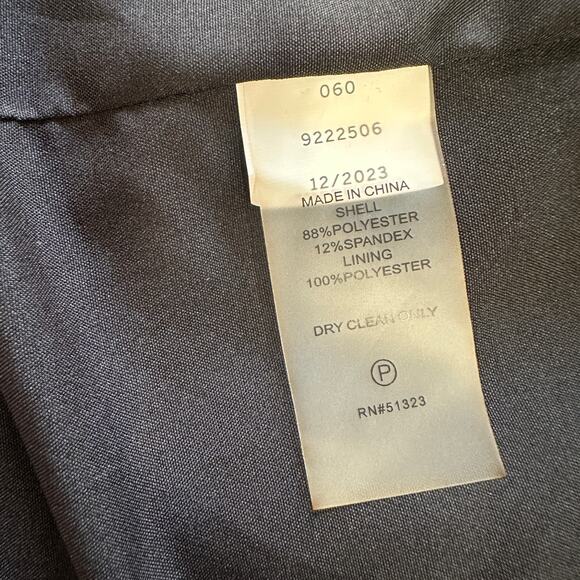 060
9222506
12/2023
MADE IN CHINA
SHELL
88%POLYESTER
12%SPANDEX
LINING
100%POLYESTER
DRY CLEAN ONLY
P
RN#51323